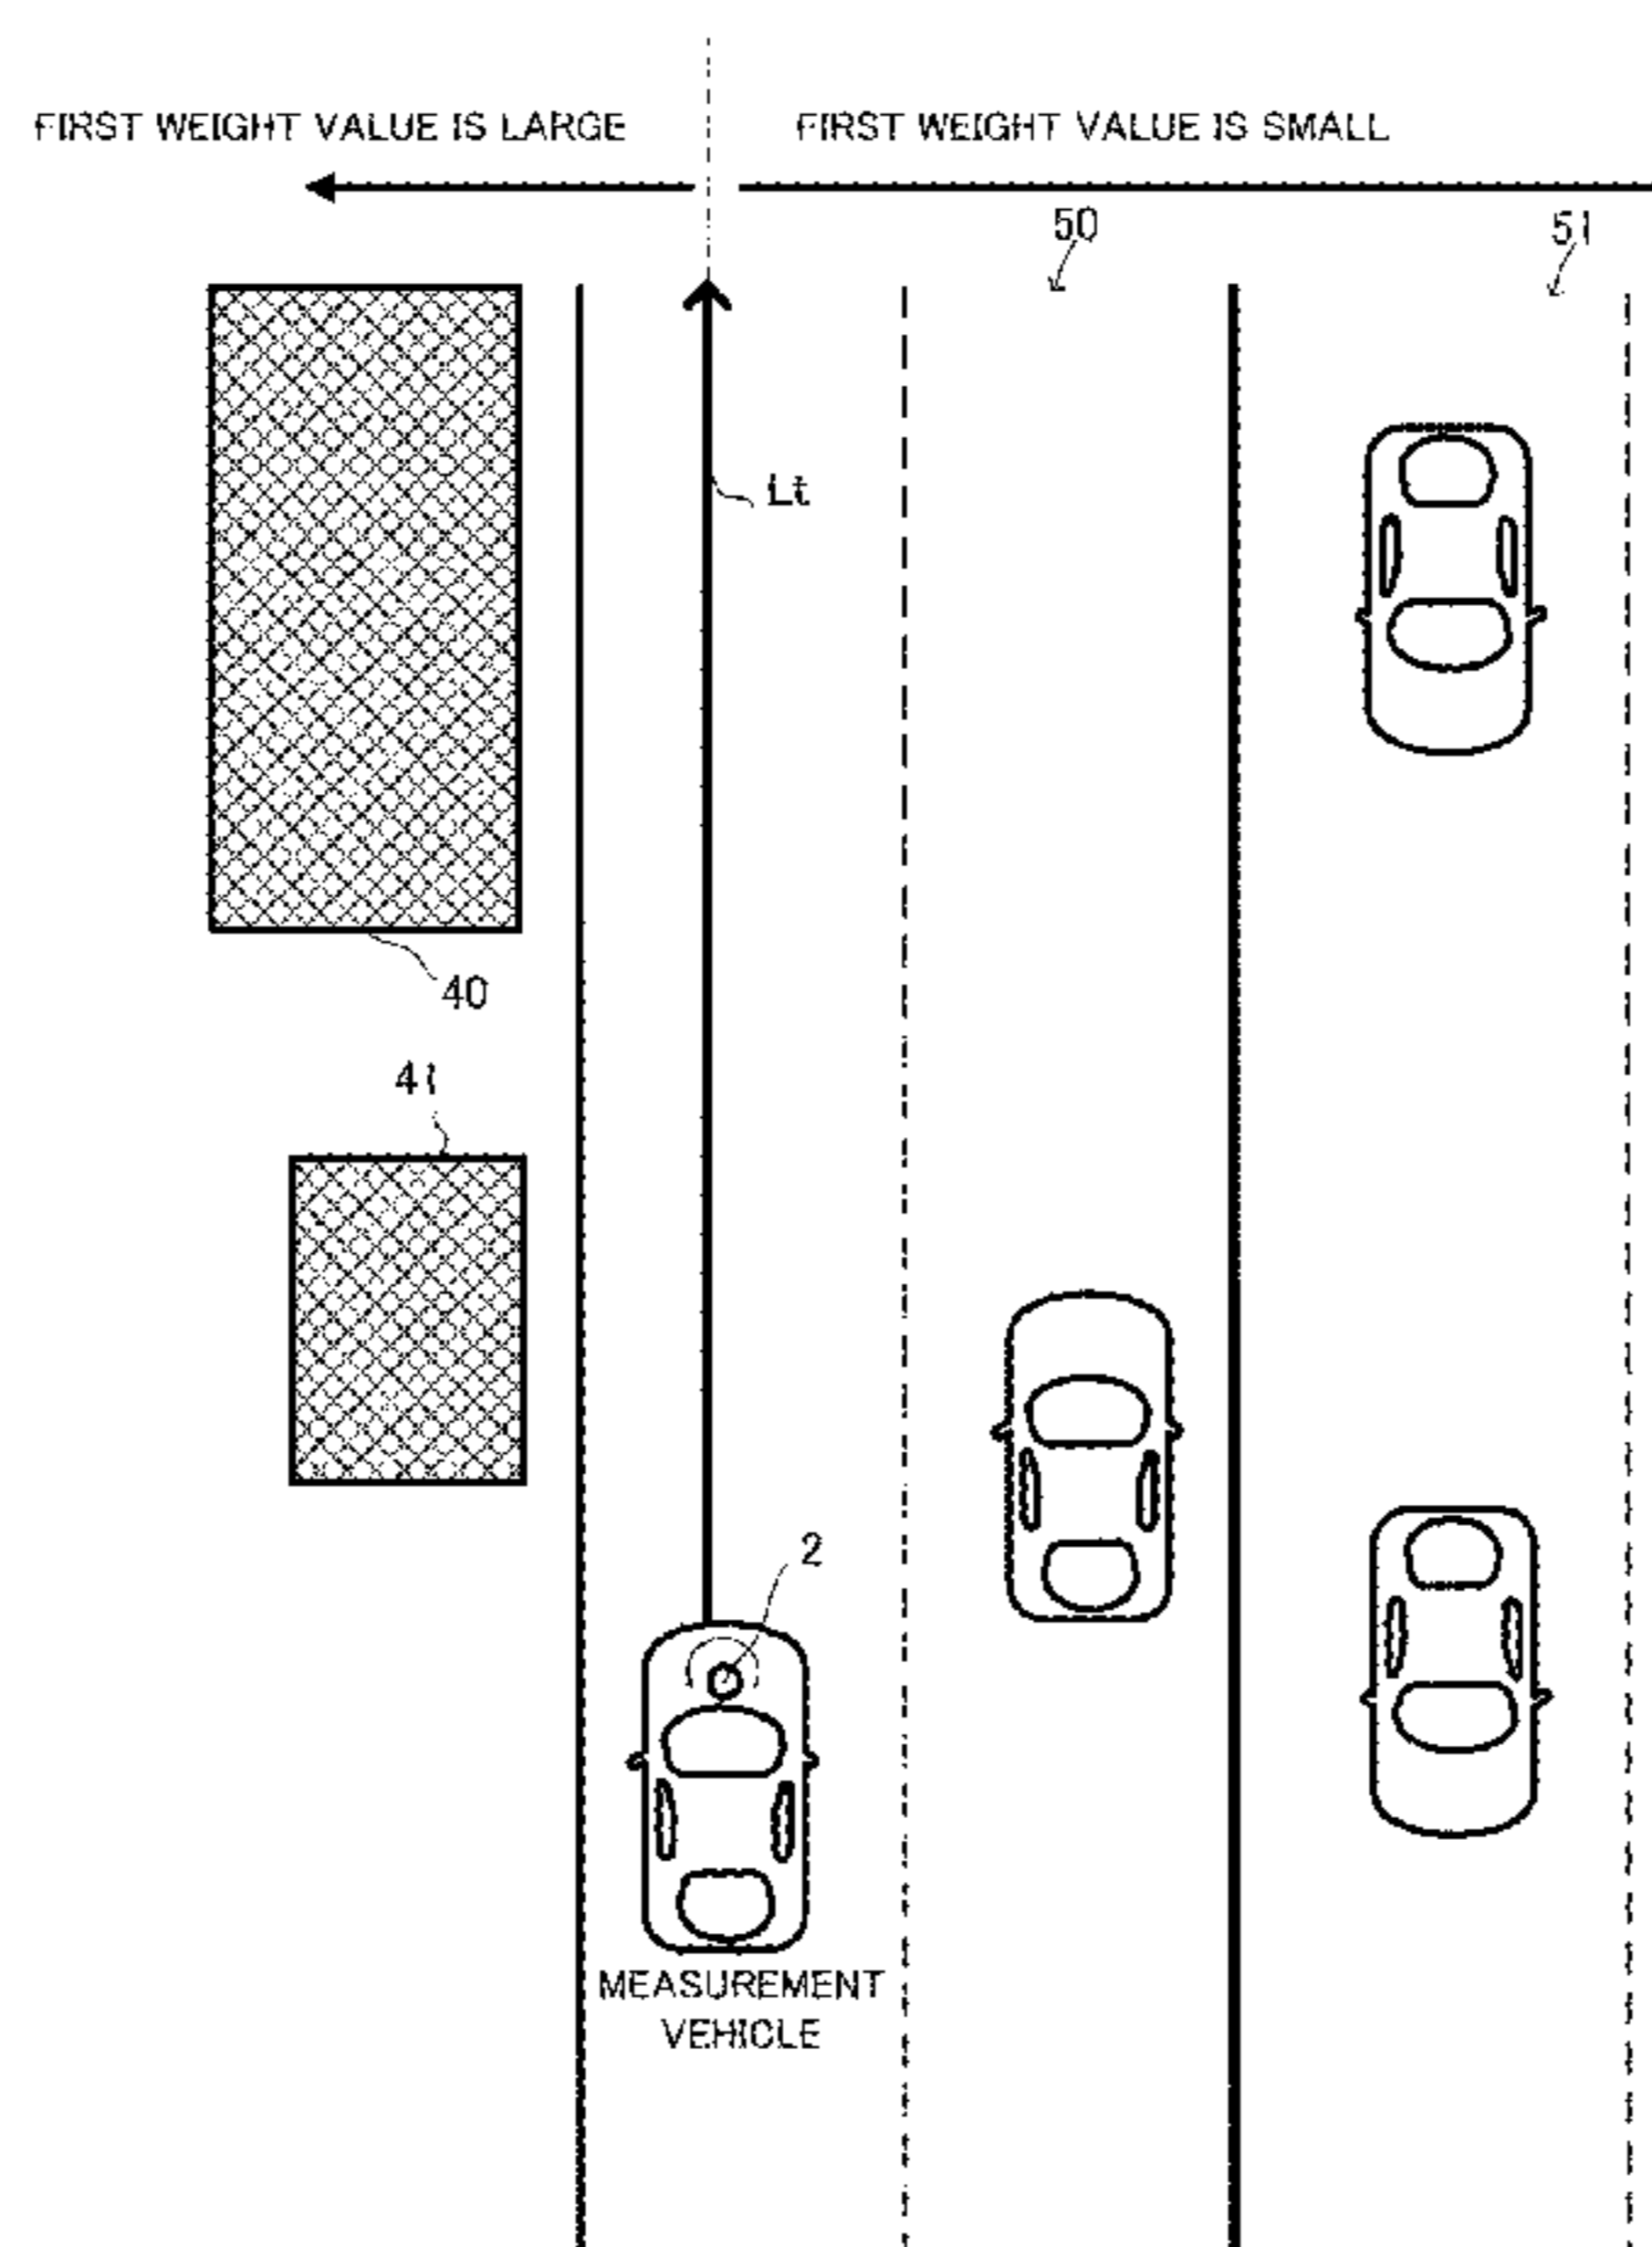 FIRST WEIGHT VALUE IS LARGE
FIRST WEIGHT VALUE IS SMALL
50
51
Lt
40
41
2
MEASUREMENT
VEHICLE